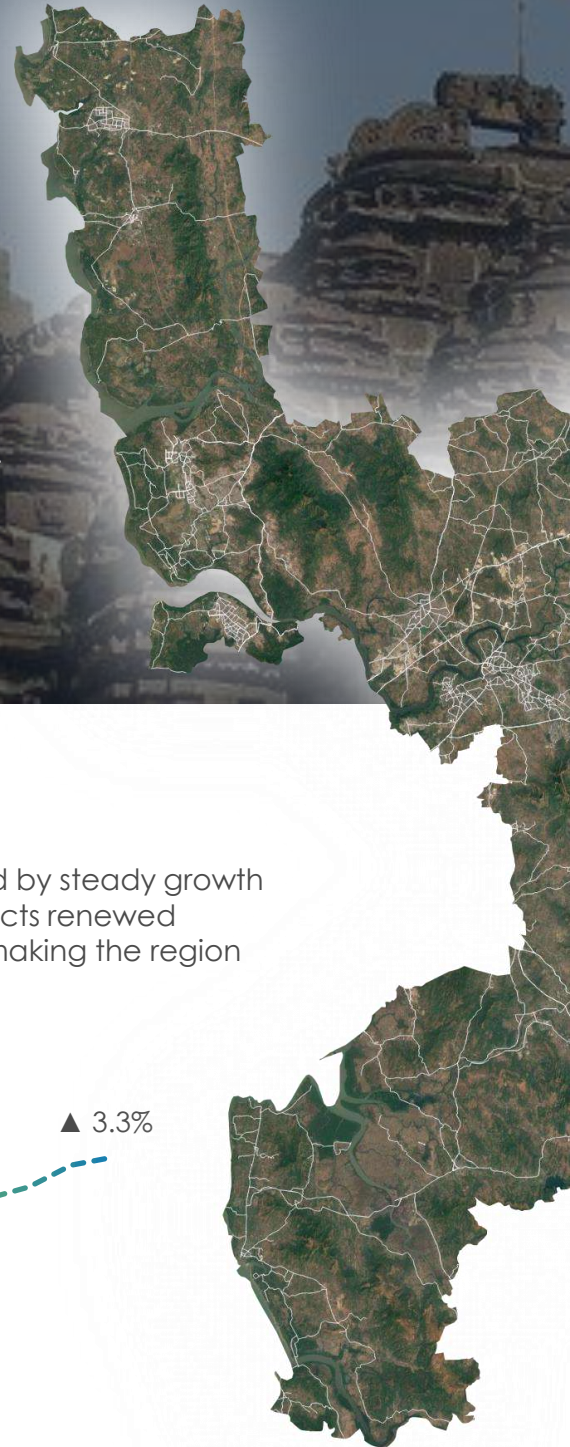 d by steady growth
cts renewed
making the region
▲ 3.3%